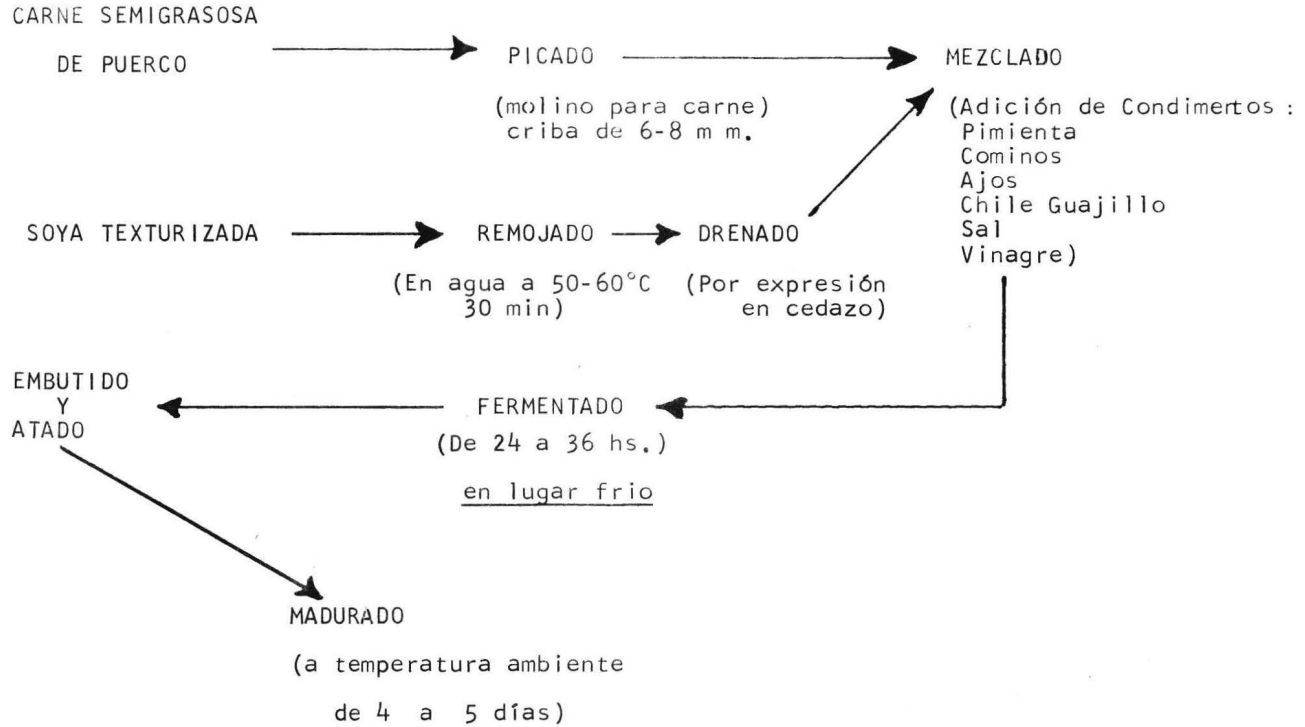 CARNE SEMIGRASOSA
DE PUERCO
PICADO
(molino para carne)
criba de 6-8 m m.
MEZCLADO
(Adición de Condimertos :
Pimienta
Cominos
Ajos
Chile Guajillo
Sal
Vinagre)
SOYA TEXTURIZADA
REMOJADO
(En agua a 50-60°C
30 min)
DRENADO
(Por expresión
en cedazo)
FERMENTADO
(De 24 a 36 hs.)
en lugar frio
EMBUTIDO
Y
ATADO
MADURADO
(a temperatura ambiente
de 4 a 5 días)